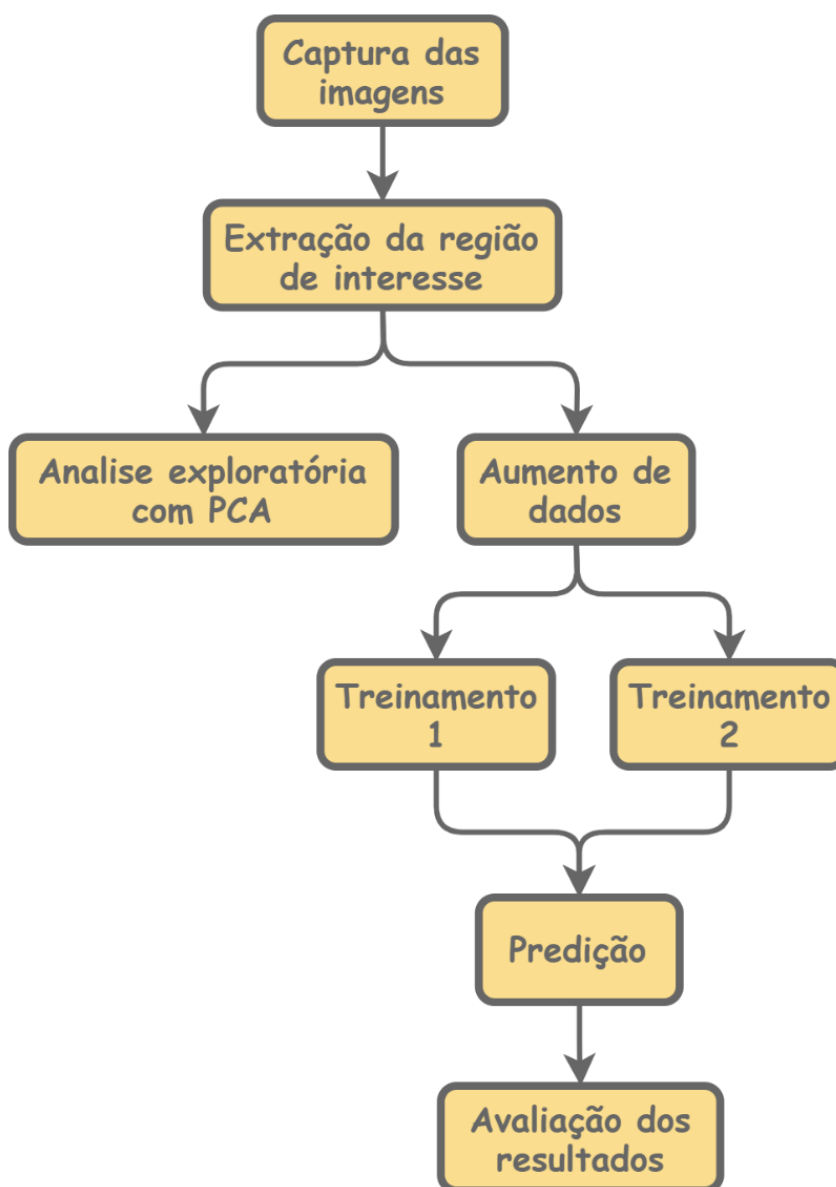 Captura das
imagens
Extração da região
de interesse
Analise exploratória
com PCA
Aumento de
dados
Treinamento
1
Treinamento
2
Predição
Avaliação dos
resultados